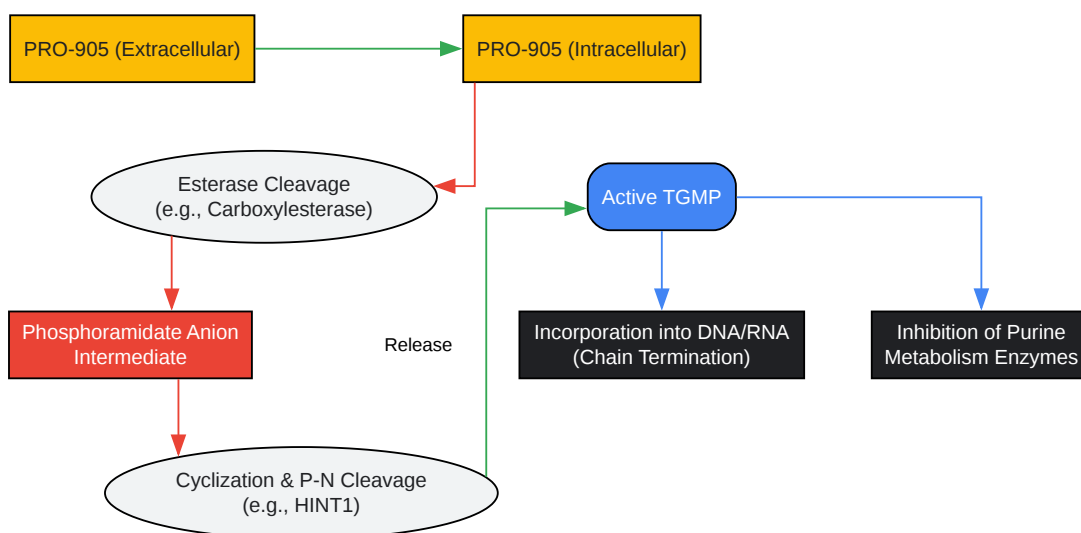 PRO-905 (Extracellular)
PRO-905 (Intracellular)
Esterase Cleavage
(e.g., Carboxylesterase)
Active TGMP
Phosphoramidate Anion
Intermediate
Release
Incorporation into DNA/RNA
(Chain Termination)
Inhibition of Purine
Metabolism Enzymes
Cyclization & P-N Cleavage
(e.g., HINT1)